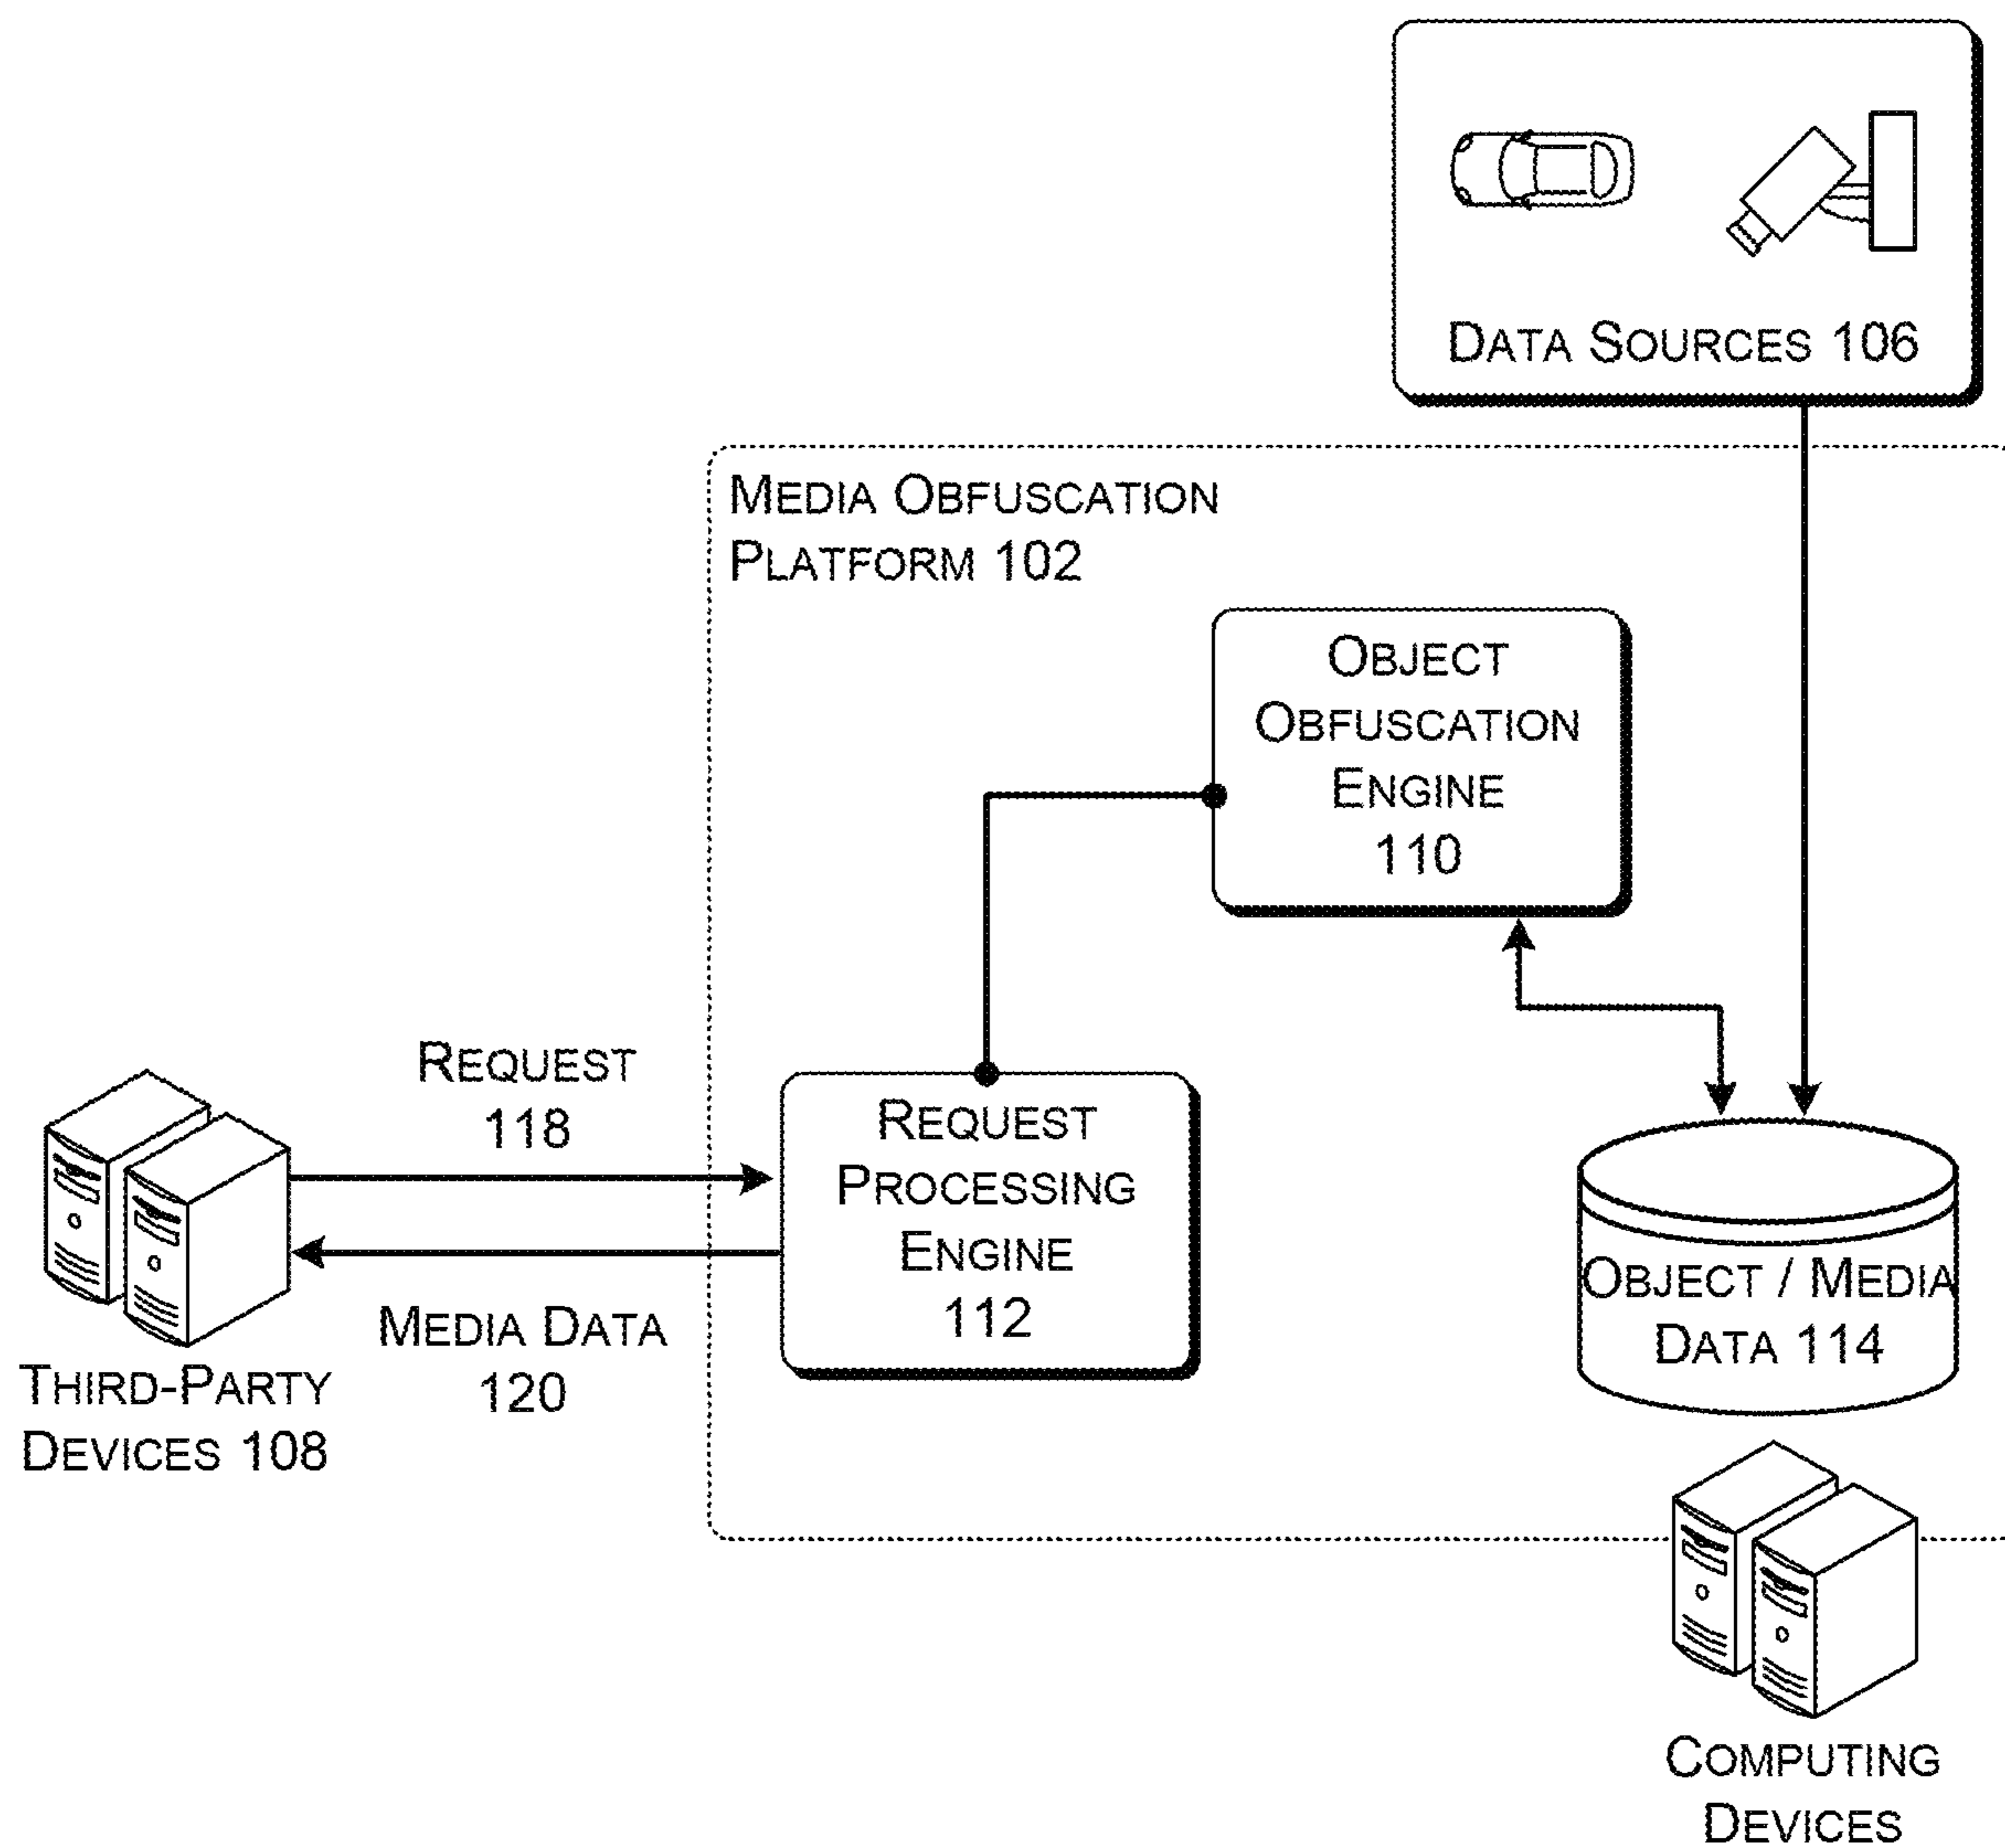 DATA SOURCES 106
MEDIA OBFUSCATION
PLATFORM 102
OBJECT
OBFUSCATION
ENGINE
110
REQUEST
118
REQUEST
PROCESSING
ENGINE
112
MEDIA DATA
120
THIRD-PARTY
DEVICES 108
OBJECT / MEDIA
DATA 114
COMPUTING
DEVICES